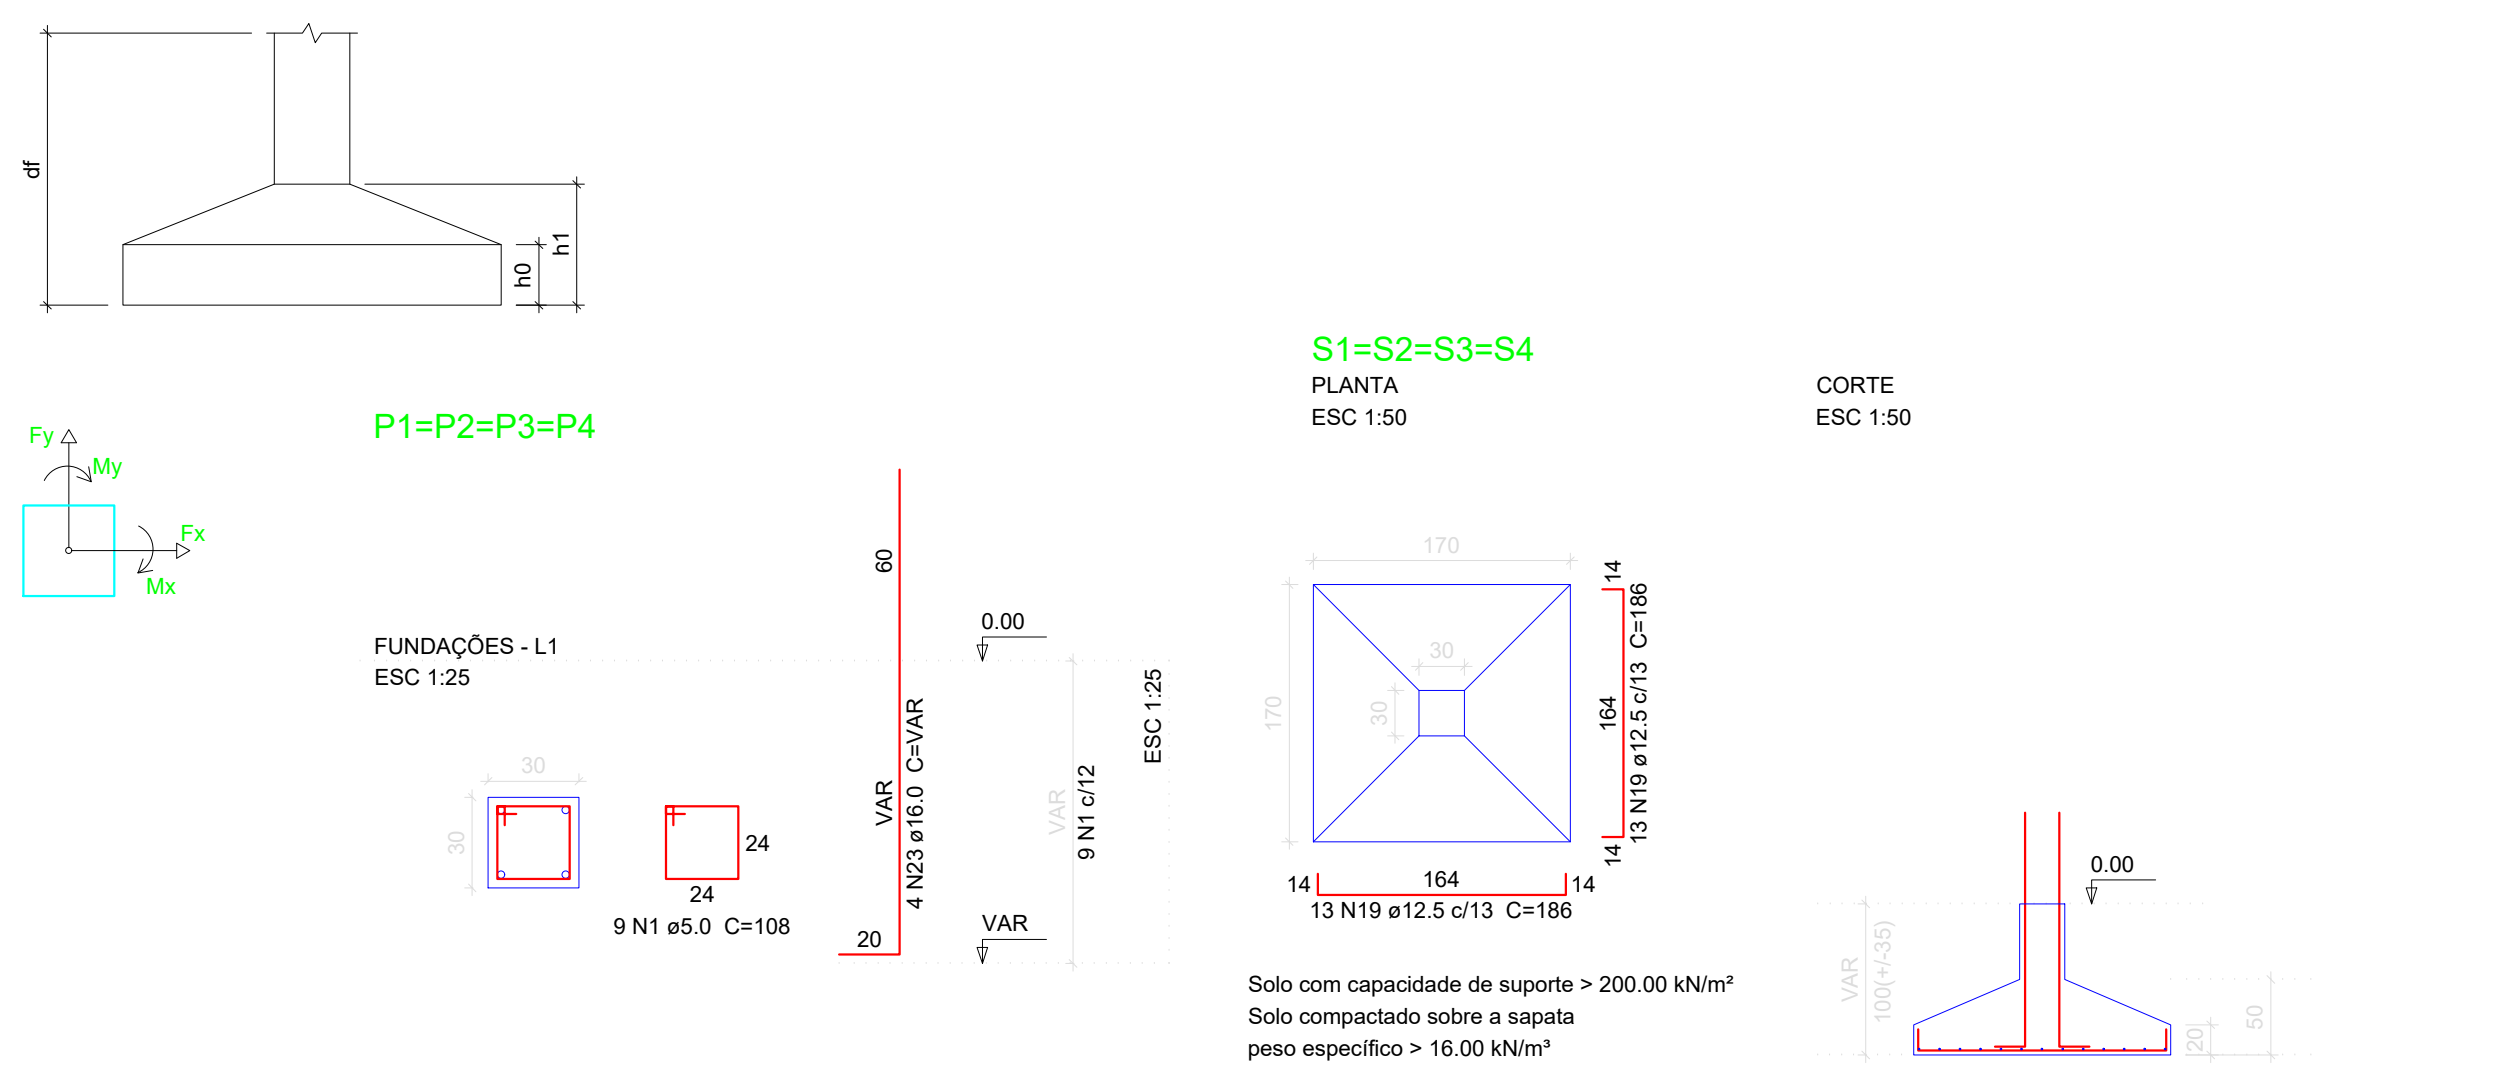 df
h0
h1
Fy
My
Fx
Mx
P1=P2=P3=P4
FUNDAÇÕES - L1
ESC 1:25
30
30
24
24
9 N1 ø5.0  C=108
60
VAR
4 N23 ø16.0  C=VAR
20
0.00
VAR
VAR
9 N1 c/12
ESC 1:25
S1=S2=S3=S4
PLANTA
ESC 1:50
170
170
30
30
14
164
14
13 N19 ø12.5 c/13  C=186
14
164
14
13 N19 ø12.5 c/13  C=186
Solo com capacidade de suporte > 200.00 kN/m²
Solo compactado sobre a sapata
peso específico > 16.00 kN/m³
CORTE
ESC 1:50
0.00
VAR
100(+/-35)
20
50